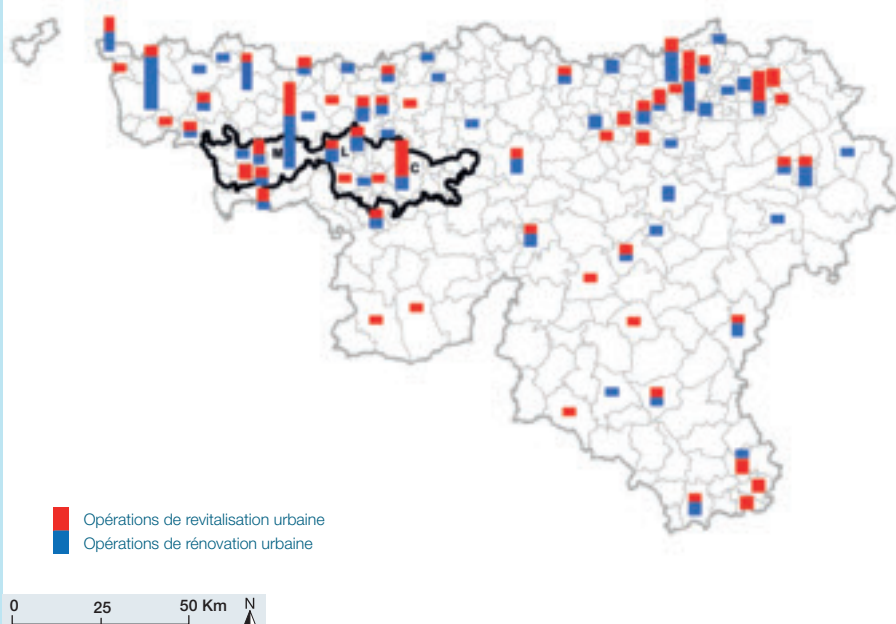 M
L
C
Opérations de revitalisation urbaine
Opérations de rénovation urbaine
0 25 50 Km N